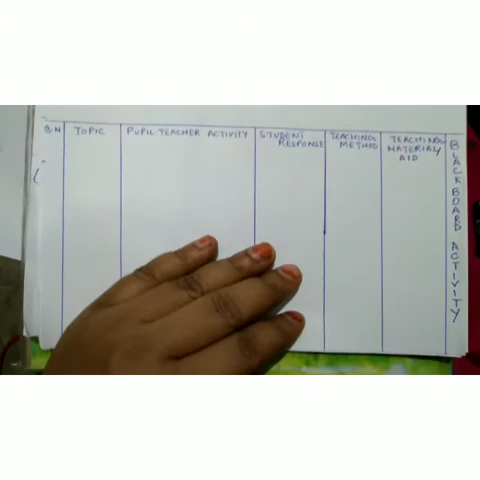 S.N
TOPIC
PUPIL-TEACHER ACTIVITY
STUDENT
RESPONSE
TEACHING
METHOD
TEACHING
MATERIAL/
AID
BLACK BOARD ACTIVITY